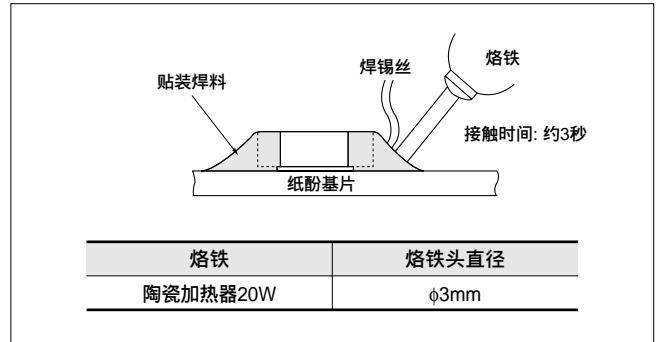 烙铁
焊锡丝
贴装焊料
接触时间: 约3秒
纸酚基片
烙铁 烙铁头直径
陶瓷加热器20W ϕ3mm